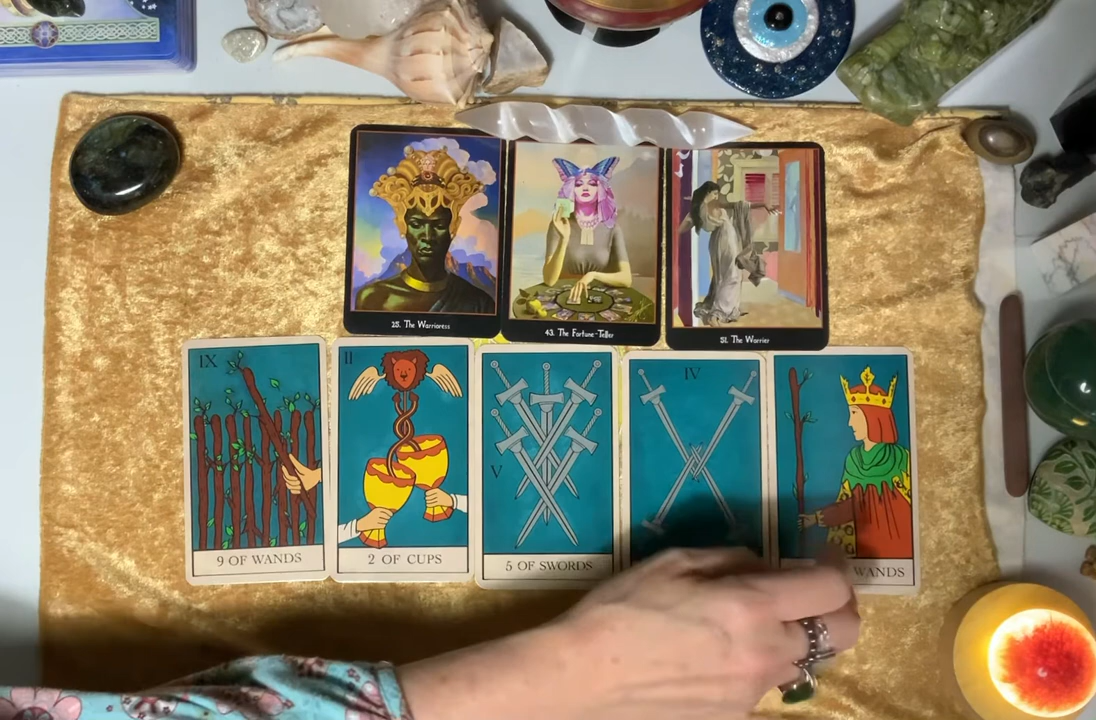 25. The Warrioress
43. The Fortune-Teller
51. The Warrier
IX
9 OF WANDS
II
2 OF CUPS
V
5 OF SWORDS
IV
WANDS